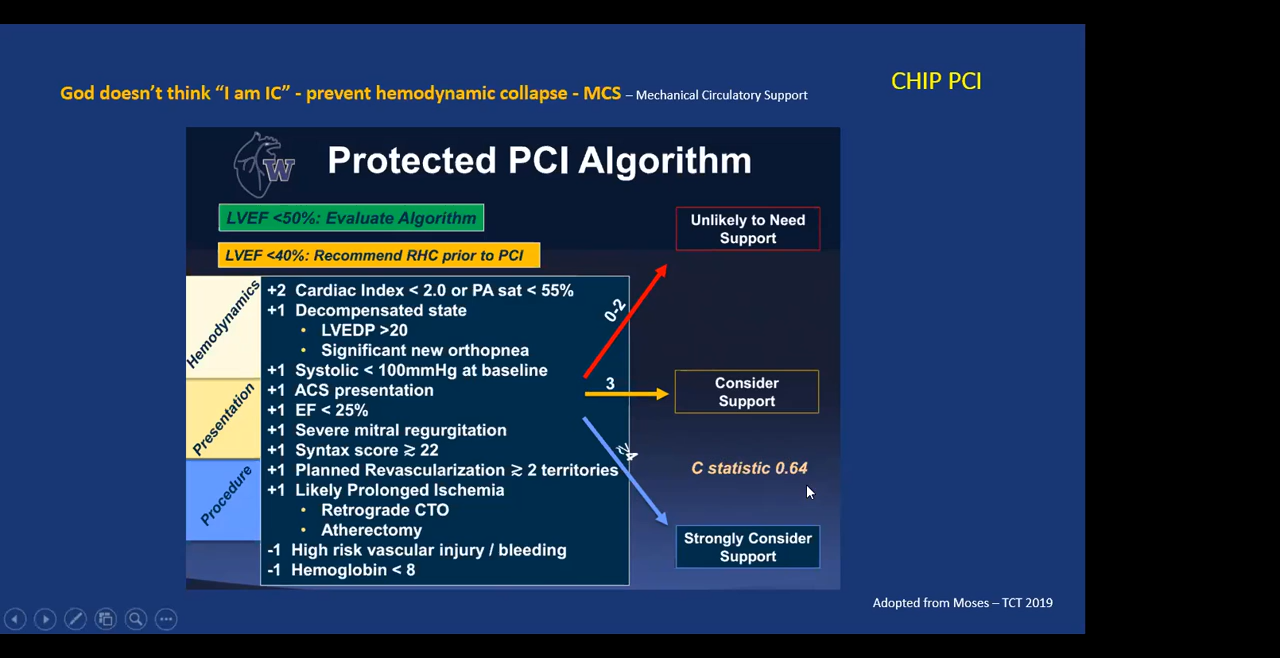 God doesn't think "I am IC" - prevent hemodynamic collapse - MCS – Mechanical Circulatory Support
CHIP PCI
W
Protected PCI Algorithm
LVEF <50%: Evaluate Algorithm
LVEF <40%: Recommend RHC prior to PCI
Hemodynamics
+2 Cardiac Index < 2.0 or PA sat < 55%
+1 Decompensated state
• LVEDP >20
• Significant new orthopnea
+1 Systolic < 100mmHg at baseline
Presentation
+1 ACS presentation
+1 EF < 25%
+1 Severe mitral regurgitation
+1 Syntax score ≳ 22
Procedure
+1 Planned Revascularization ≳ 2 territories
+1 Likely Prolonged Ischemia
• Retrograde CTO
• Atherectomy
-1 High risk vascular injury / bleeding
-1 Hemoglobin < 8
0-2
Unlikely to Need
Support
3
Consider
Support
≳4
C statistic 0.64
Strongly Consider
Support
Adopted from Moses – TCT 2019